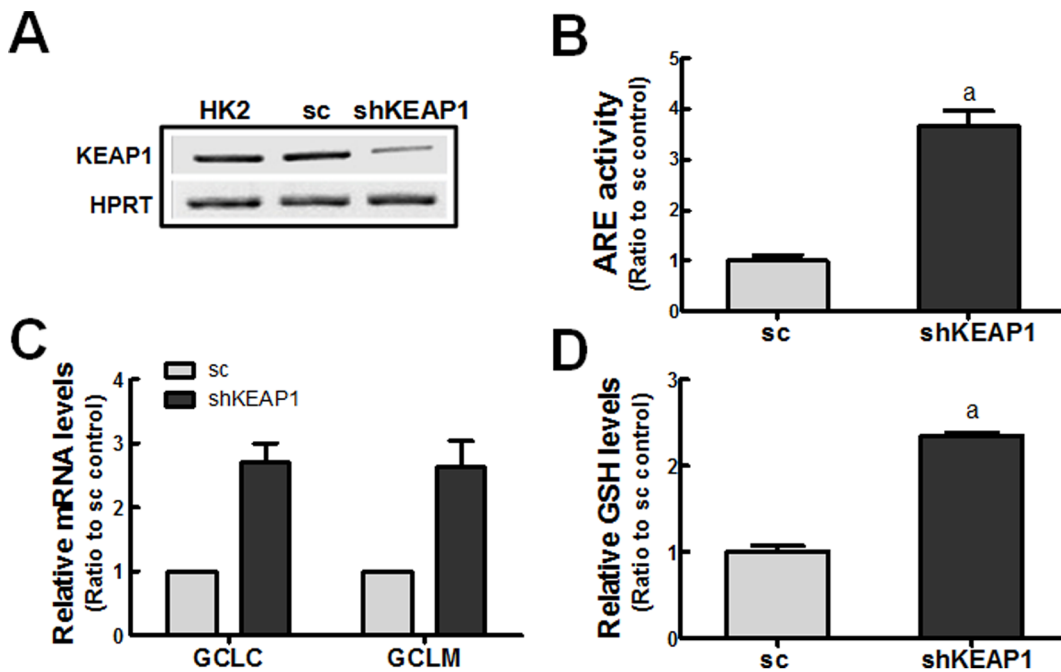 A
HK2 sc shKEAP1
KEAP1
HPRT
B
ARE activity
(Ratio to sc control)
5
4
3
2
1
0
a
sc shKEAP1
C
Relative mRNA levels
(Ratio to sc control)
4
3
2
1
0
sc
shKEAP1
GCLC GCLM
D
Relative GSH levels
(Ratio to sc control)
3
2
1
0
a
sc shKEAP1